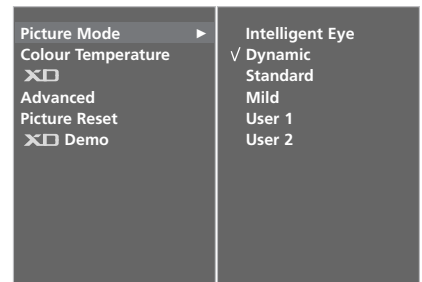 Picture Mode ►
Colour Temperature
XD
Advanced
Picture Reset
XD Demo
Intelligent Eye
√ Dynamic
Standard
Mild
User 1
User 2